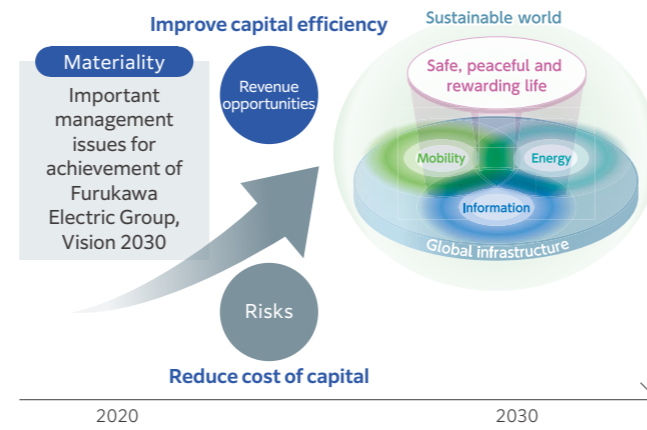 Improve capital efficiency
Materiality
Important
management
issues for
achievement of
Furukawa
Electric Group,
Vision 2030
Revenue
opportunities
Risks
Reduce cost of capital
Sustainable world
Safe, peaceful and
rewarding life
Mobility
Energy
Information
Global infrastructure
2020
2030